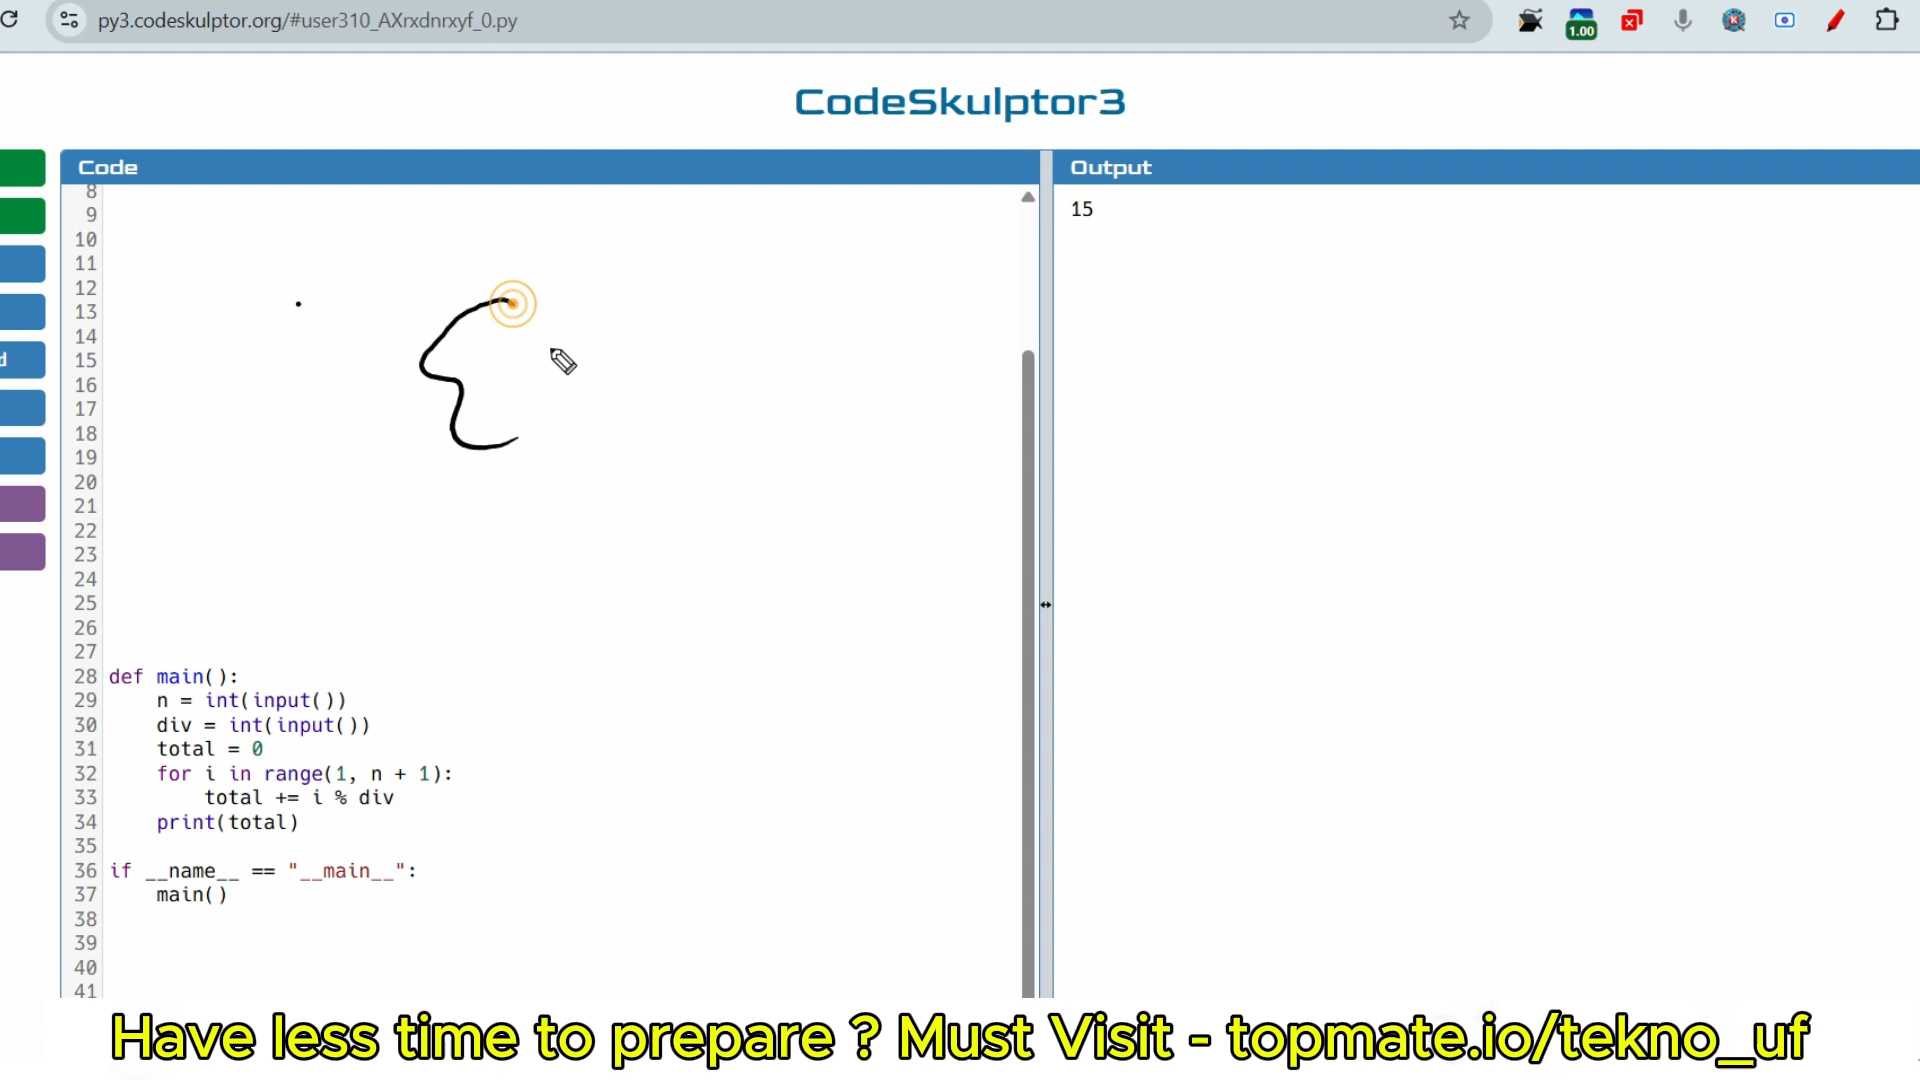 py3.codeskulptor.org/#user310_AXrxdnrxyf_0.py
1.00
CodeSkulptor3
Code
Output
15
d
8
9
10
11
12
13
14
15
16
17
18
19
20
21
22
23
24
25
26
27
28 def main():
29 n = int(input())
30 div = int(input())
31 total = 0
32 for i in range(1, n + 1):
33 total += i % div
34 print(total)
35
36 if __name__ == "__main__":
37 main()
38
39
40
41
Have less time to prepare ? Must Visit - topmate.io/tekno_uf